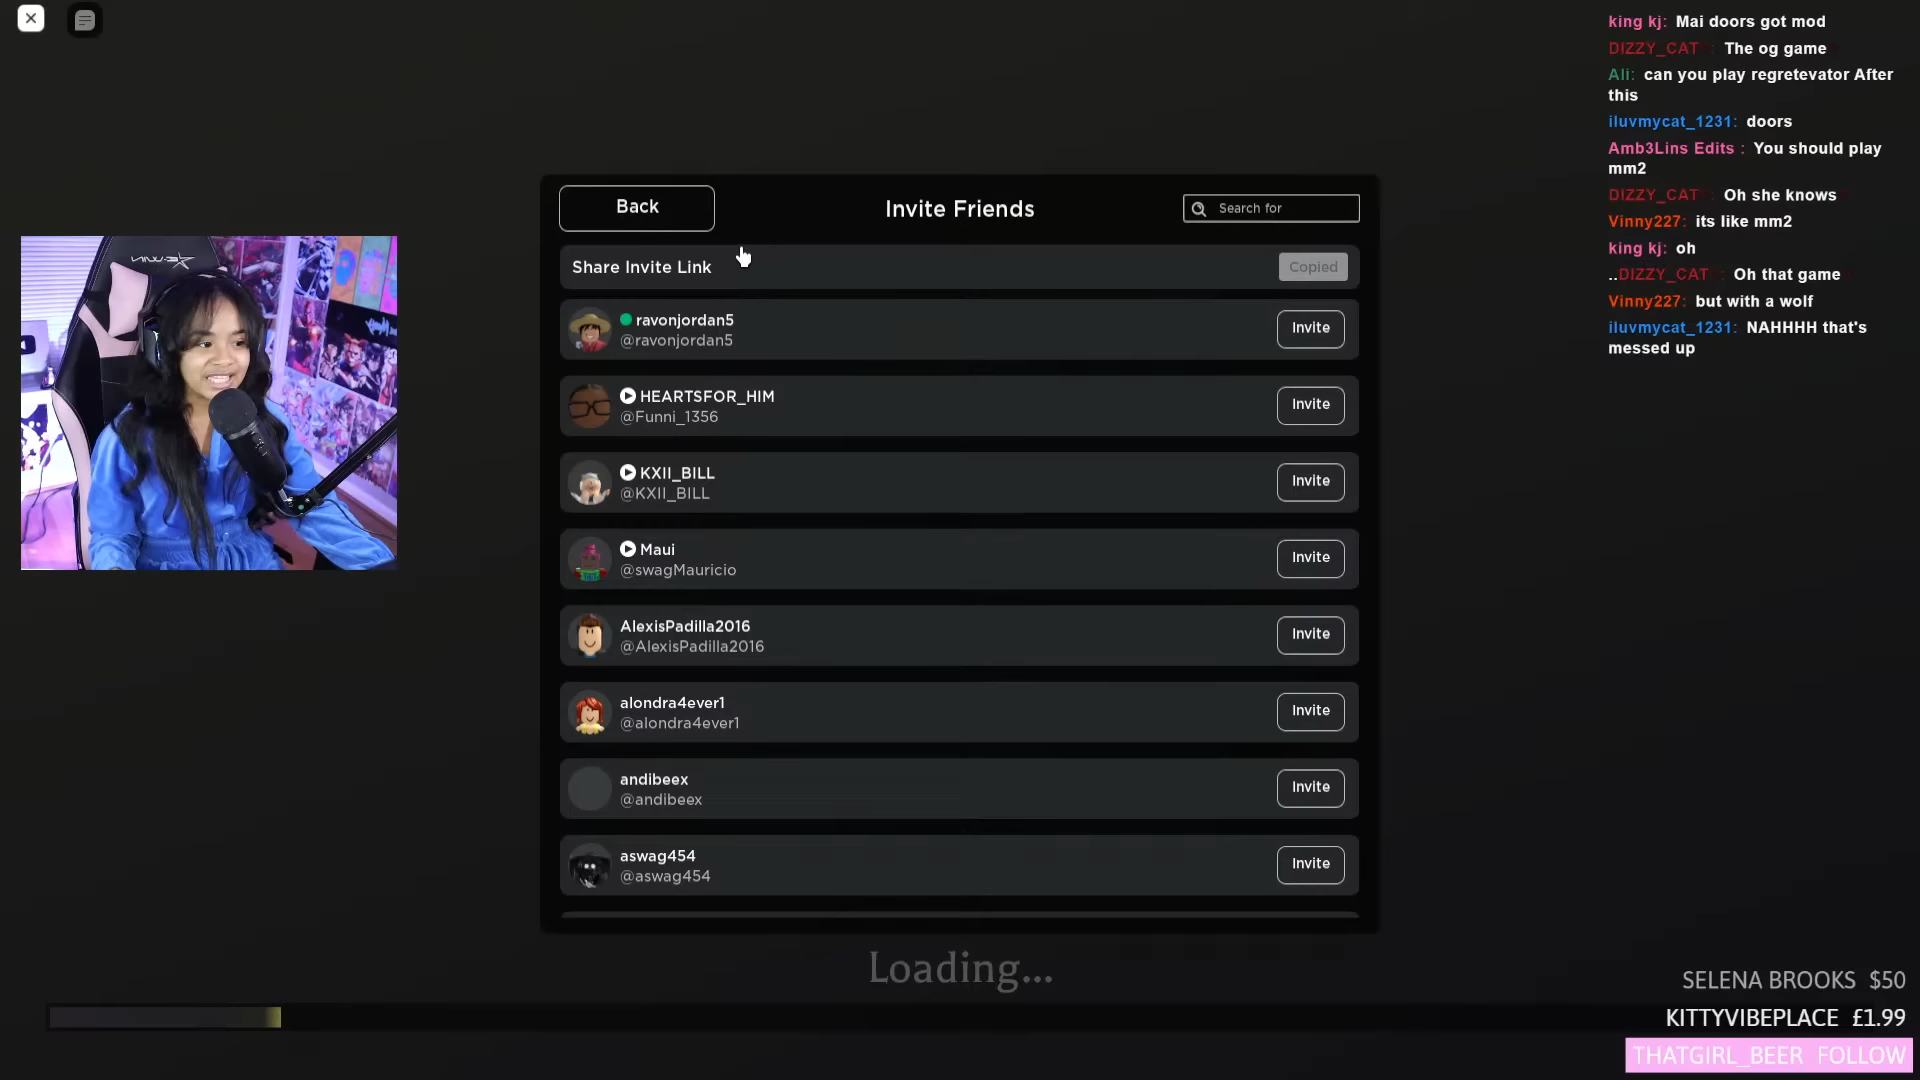 king kj: Mai doors got mod
DIZZY_CAT : The og game
Ali: can you play regretevator After
this
iluvmycat_1231: doors
Amb3Lins Edits : You should play
mm2
DIZZY_CAT : Oh she knows
Vinny227: its like mm2
king kj: oh
..DIZZY_CAT : Oh that game
Vinny227: but with a wolf
iluvmycat_1231: NAHHHH that's
messed up
Back
Invite Friends
Search for
Share Invite Link
Copied
ravonjordan5
@ravonjordan5
Invite
HEARTSFOR_HIM
@Funni_1356
Invite
KXII_BILL
@KXII_BILL
Invite
Maui
@swagMauricio
Invite
AlexisPadilla2016
@AlexisPadilla2016
Invite
alondra4ever1
@alondra4ever1
Invite
andibeex
@andibeex
Invite
aswag454
@aswag454
Invite
Loading...
SELENA BROOKS $50
KITTYVIBEPLACE £1.99
THATGIRL_BEER FOLLOW